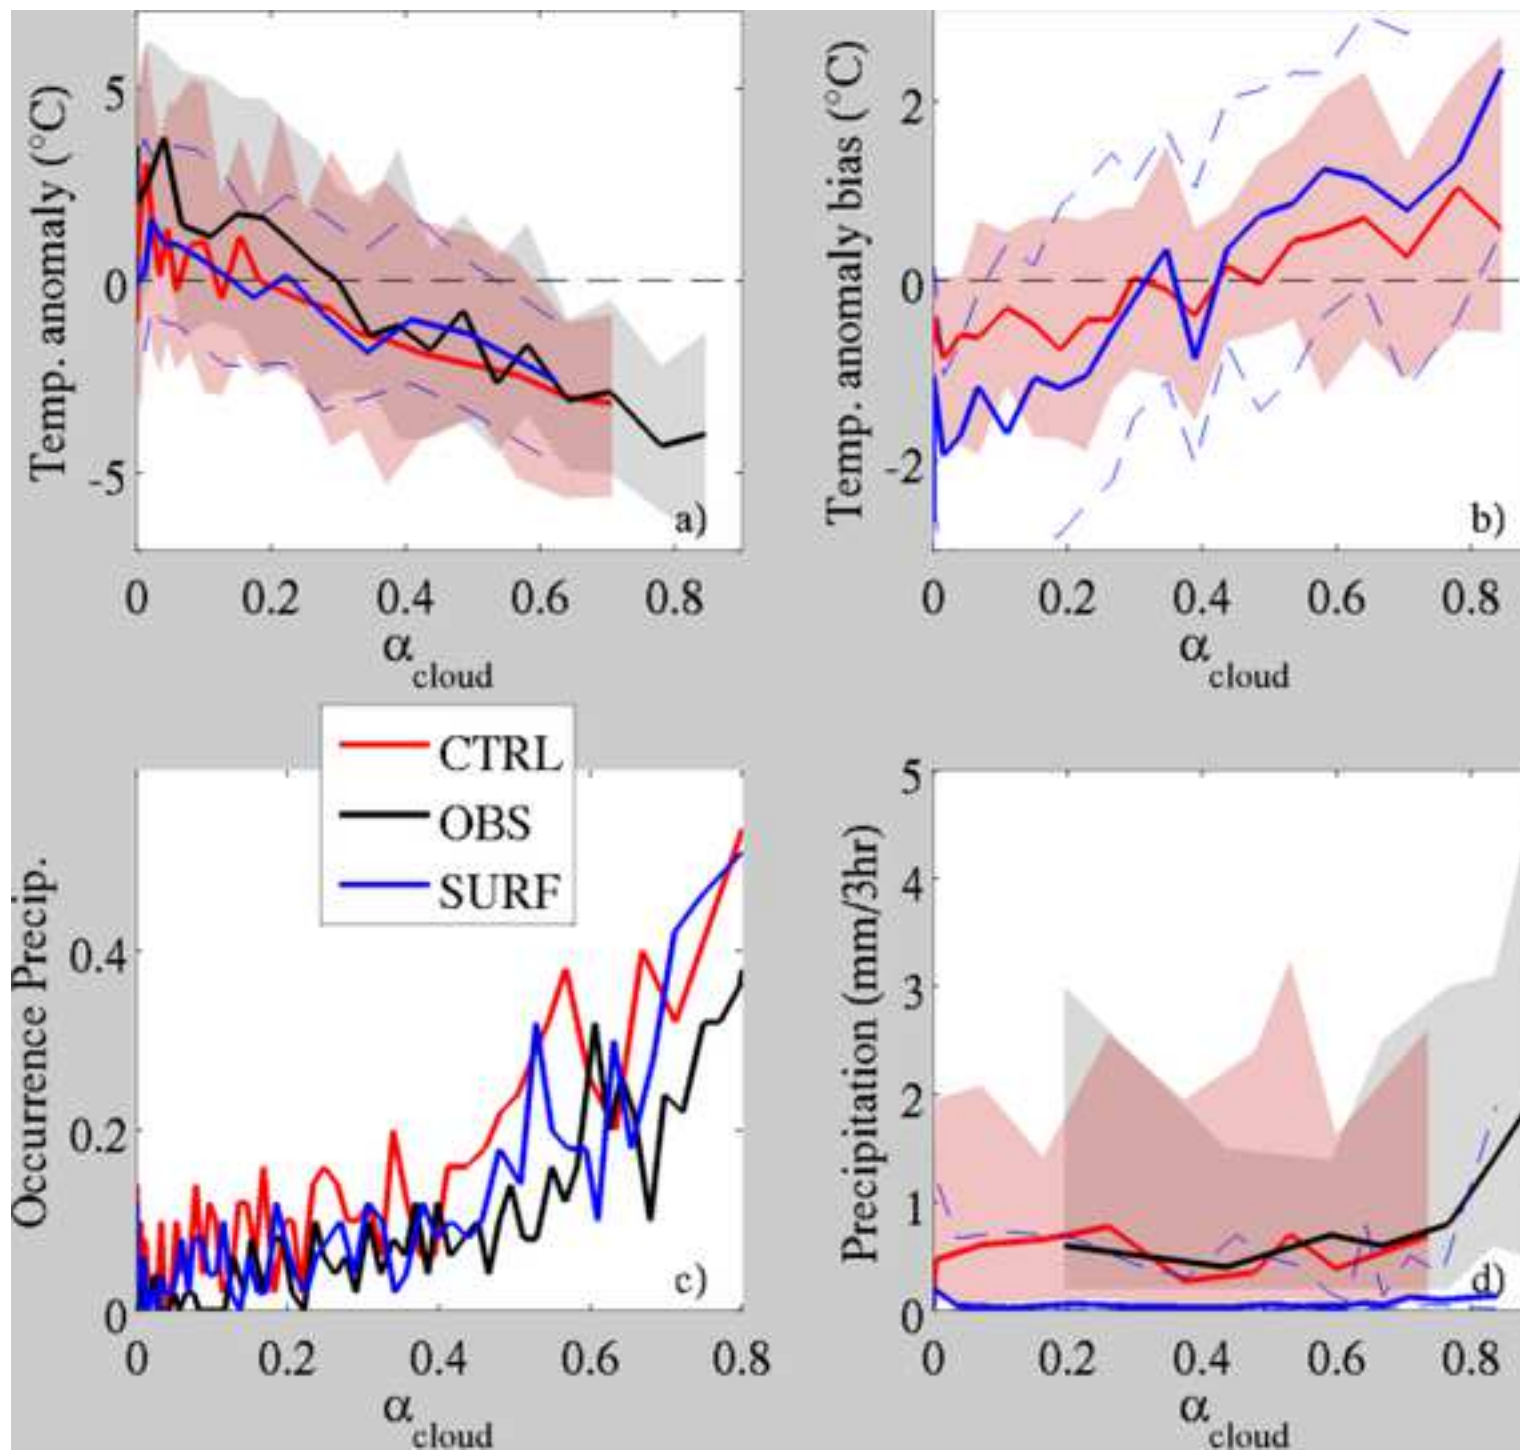 Temp. anomaly (°C)
5
0
-5
a)
0 0.2 0.4 0.6 0.8
αcloud
Temp. anomaly bias (°C)
2
0
-2
b)
0 0.2 0.4 0.6 0.8
αcloud
CTRL
OBS
SURF
Occurrence Precip.
0.4
0.2
0
c)
0 0.2 0.4 0.6 0.8
αcloud
Precipitation (mm/3hr)
5
4
3
2
1
0
d)
0 0.2 0.4 0.6 0.8
αcloud